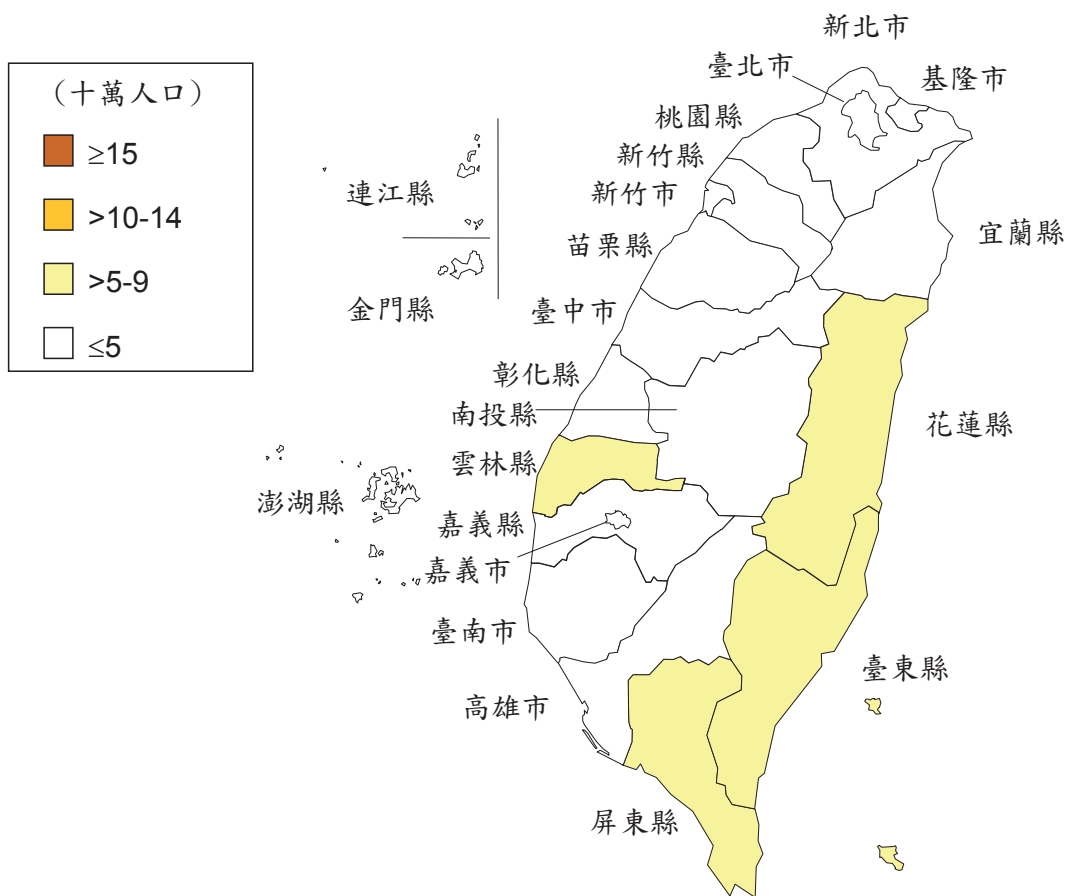 （十萬人口）
≥15
>10-14
>5-9
≤5
新北市
臺北市
基隆市
桃園縣
新竹縣
新竹市
連江縣
苗栗縣
宜蘭縣
金門縣
臺中市
彰化縣
南投縣
花蓮縣
雲林縣
澎湖縣
嘉義縣
嘉義市
臺南市
臺東縣
高雄市
屏東縣